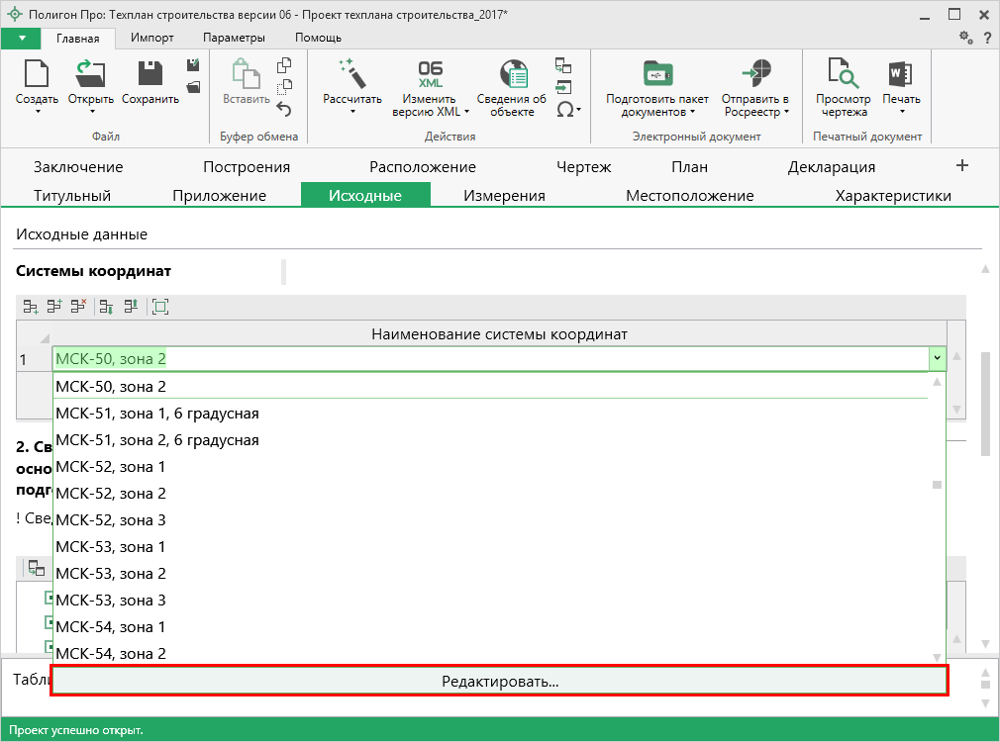 Полигон Про: Техплан строительства версии 06 - Проект техплана строительства_2017*
Главная Импорт Параметры Помощь
Создать Открыть Сохранить
Файл
Вставить
Буфер обмена
Рассчитать
06
XML
Изменить
версию XML
Сведения об
объекте
Действия
Подготовить пакет
документов
Отправить в
Росреестр
Электронный документ
Просмотр
чертежа
Печать
Печатный документ
Заключение Построения Расположение Чертеж План Декларация +
Титульный Приложение Исходные Измерения Местоположение Характеристики
Исходные данные
Системы координат
Наименование системы координат
1 МСК-50, зона 2
МСК-50, зона 2
МСК-51, зона 1, 6 градусная
МСК-51, зона 2, 6 градусная
МСК-52, зона 1
МСК-52, зона 2
МСК-52, зона 3
МСК-53, зона 1
МСК-53, зона 2
МСК-53, зона 3
МСК-54, зона 1
МСК-54, зона 2
2. Св
осно
подг
! Све
Табли
Редактировать...
Проект успешно открыт.